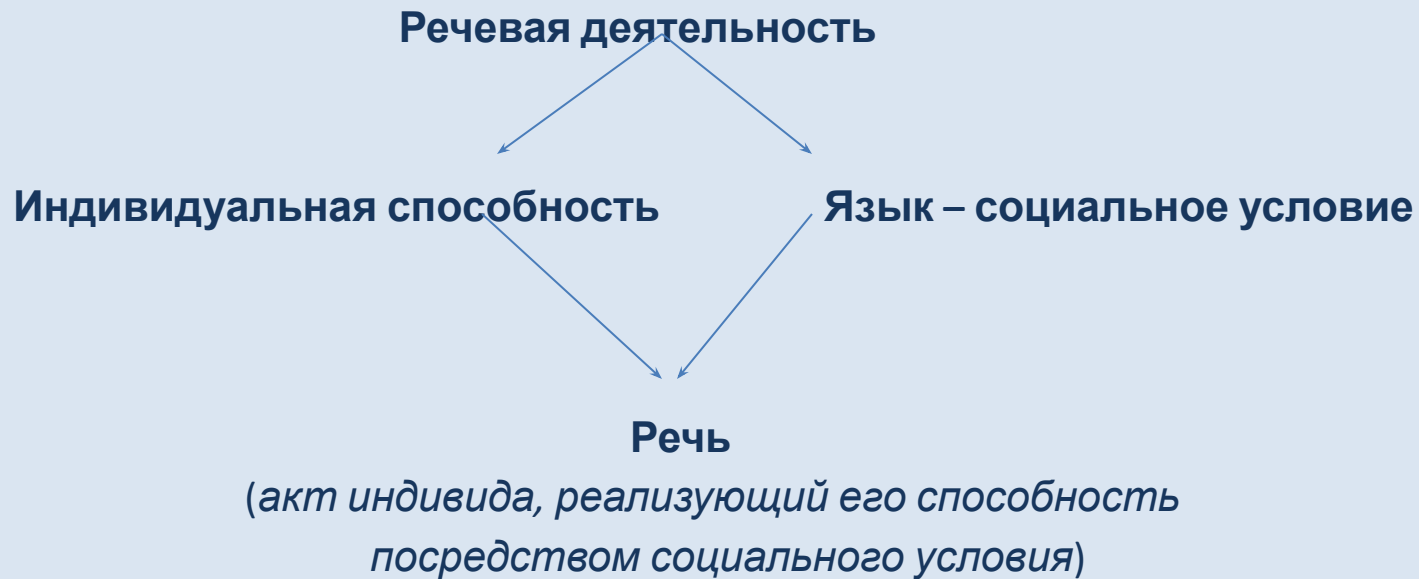 Речевая деятельность
Индивидуальная способность
Язык – социальное условие
Речь
(акт индивида, реализующий его способность
посредством социального условия)